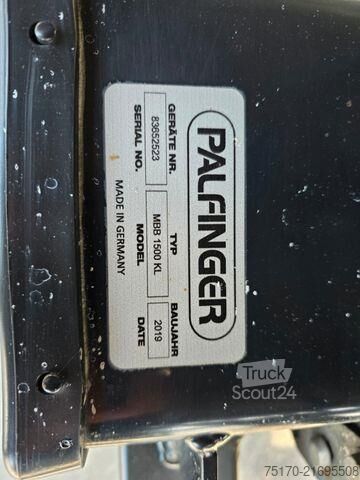 PALFINGER
GERÄTE NR. TYP BAUJAHR
83652523 MBB 1500 KL 2019
SERIAL NO. MODEL DATE
MADE IN GERMANY
Truck
Scout24
75170-21695508